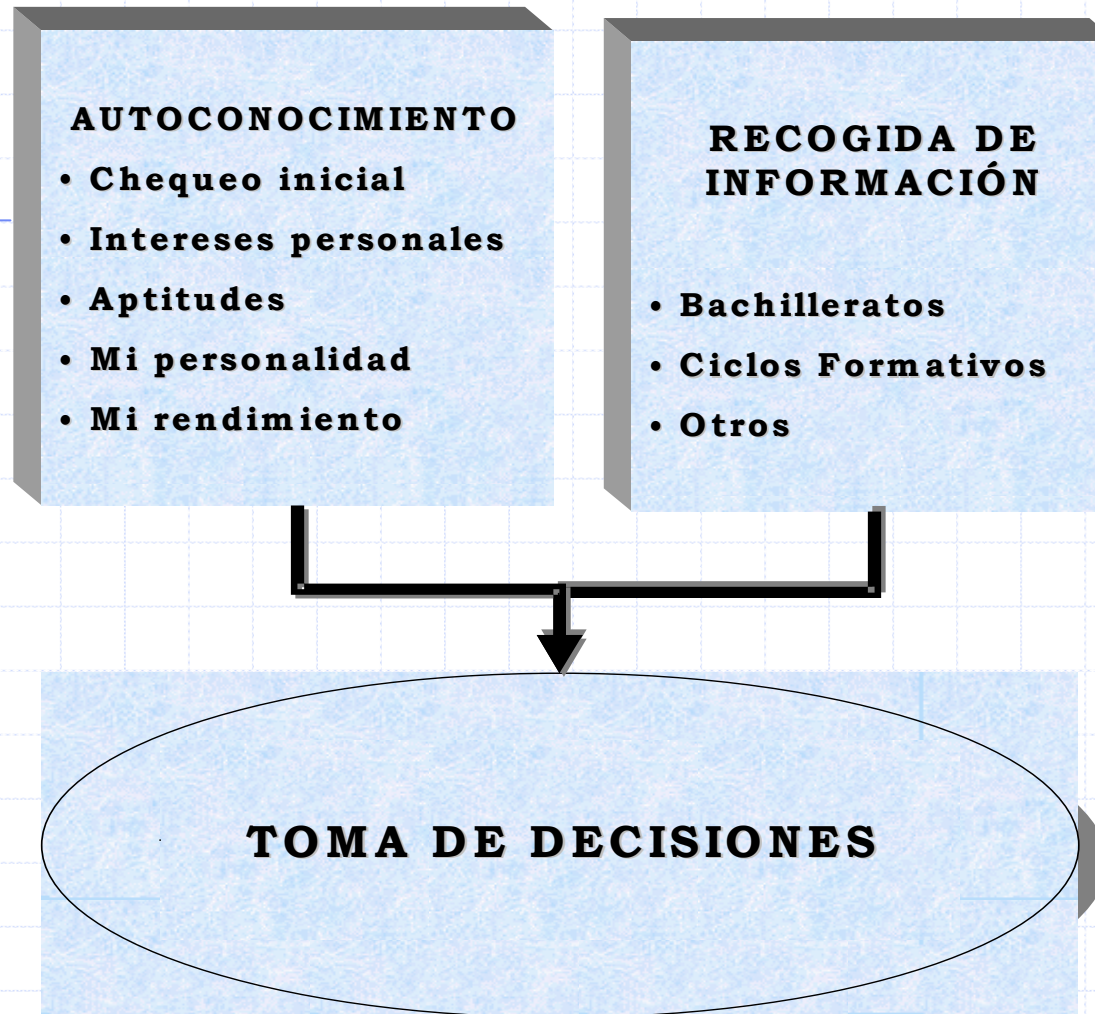 AUTOCONOCIMIENTO
• Chequeo inicial
• Intereses personales
• Aptitudes
• Mi personalidad
• Mi rendimiento
RECOGIDA DE
INFORMACIÓN
• Bachilleratos
• Ciclos Formativos
• Otros
TOMA DE DECISIONES